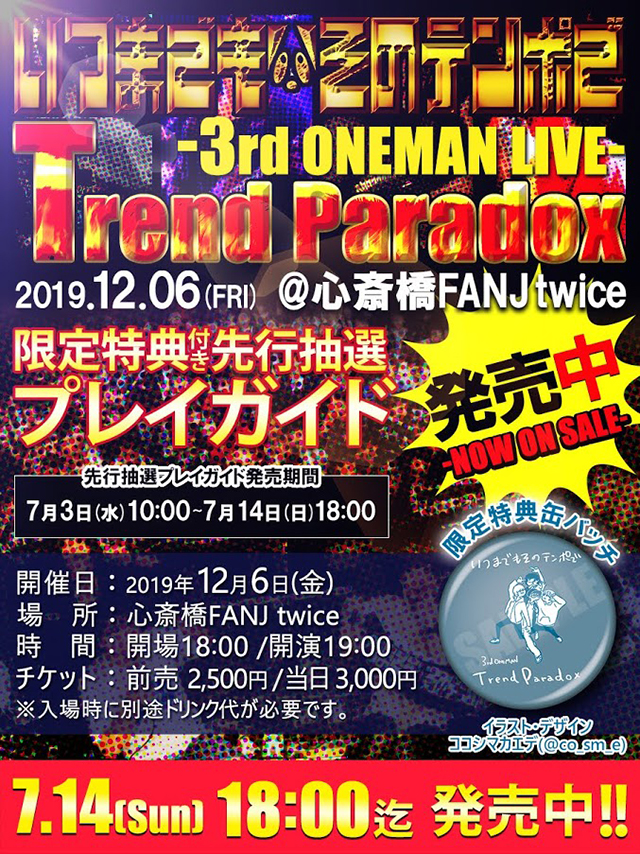 いつまでもそのテンポで
-3rd ONEMAN LIVE-
Trend Paradox
2019.12.06(FRI) @心斎橋FANJ twice
限定特典付き先行抽選
プレイガイド
発売中
-NOW ON SALE-
先行抽選プレイガイド発売期間
7月3日(水)10:00~7月14日(日)18:00
限定特典缶バッチ
いつまでもそのテンポで
3rd ONEMAN
Trend Paradox
SAMPLE
開催日：2019年12月6日(金)
場　所：心斎橋FANJ twice
時　間：開場18:00 /開演19:00
チケット：前売 2,500円/当日 3,000円
※入場時に別途ドリンク代が必要です。
イラスト・デザイン
ココシマカエデ(@co_sm_e)
7.14(Sun) 18:00迄 発売中!!